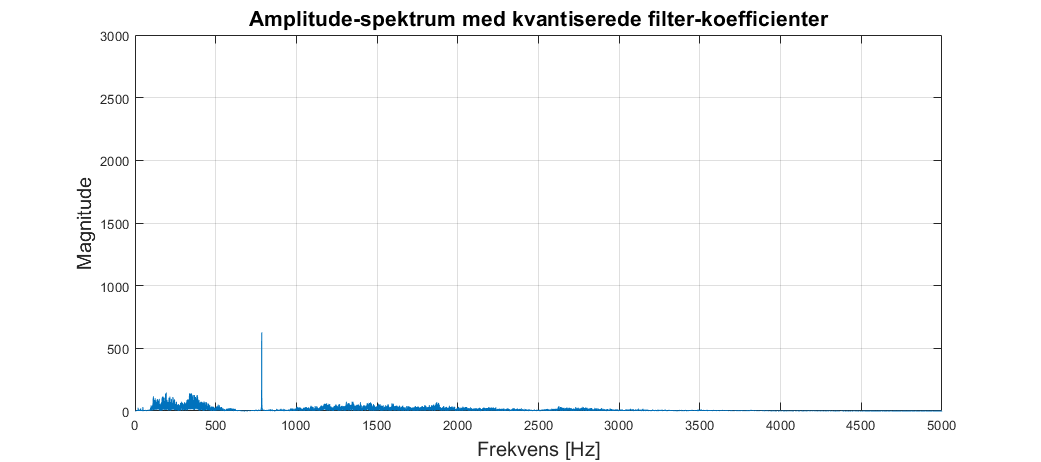 Amplitude-spektrum med kvantiserede filter-koefficienter
3000
2500
2000
1500
1000
500
0
Magnitude
0 500 1000 1500 2000 2500 3000 3500 4000 4500 5000
Frekvens [Hz]